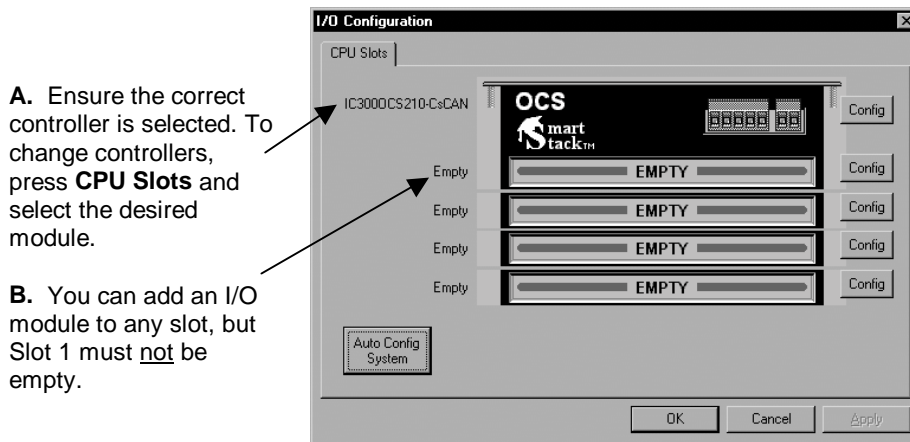 I/O Configuration
CPU Slots
A. Ensure the correct
controller is selected. To
change controllers,
press CPU Slots and
select the desired
module.
B. You can add an I/O
module to any slot, but
Slot 1 must not be
empty.
IC300OCS210-CsCAN
OCS
Smart
StackTM
Config
Empty
EMPTY
Config
Empty
EMPTY
Config
Empty
EMPTY
Config
Empty
EMPTY
Config
Auto Config
System
OK
Cancel
Apply